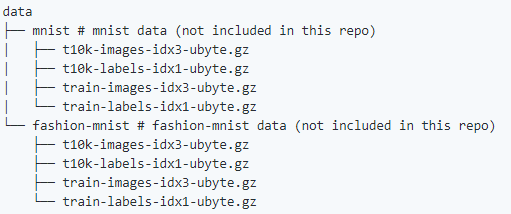 data
├── mnist # mnist data (not included in this repo)
│   ├── t10k-images-idx3-ubyte.gz
│   ├── t10k-labels-idx1-ubyte.gz
│   ├── train-images-idx3-ubyte.gz
│   └── train-labels-idx1-ubyte.gz
└── fashion-mnist # fashion-mnist data (not included in this repo)
    ├── t10k-images-idx3-ubyte.gz
    ├── t10k-labels-idx1-ubyte.gz
    ├── train-images-idx3-ubyte.gz
    └── train-labels-idx1-ubyte.gz